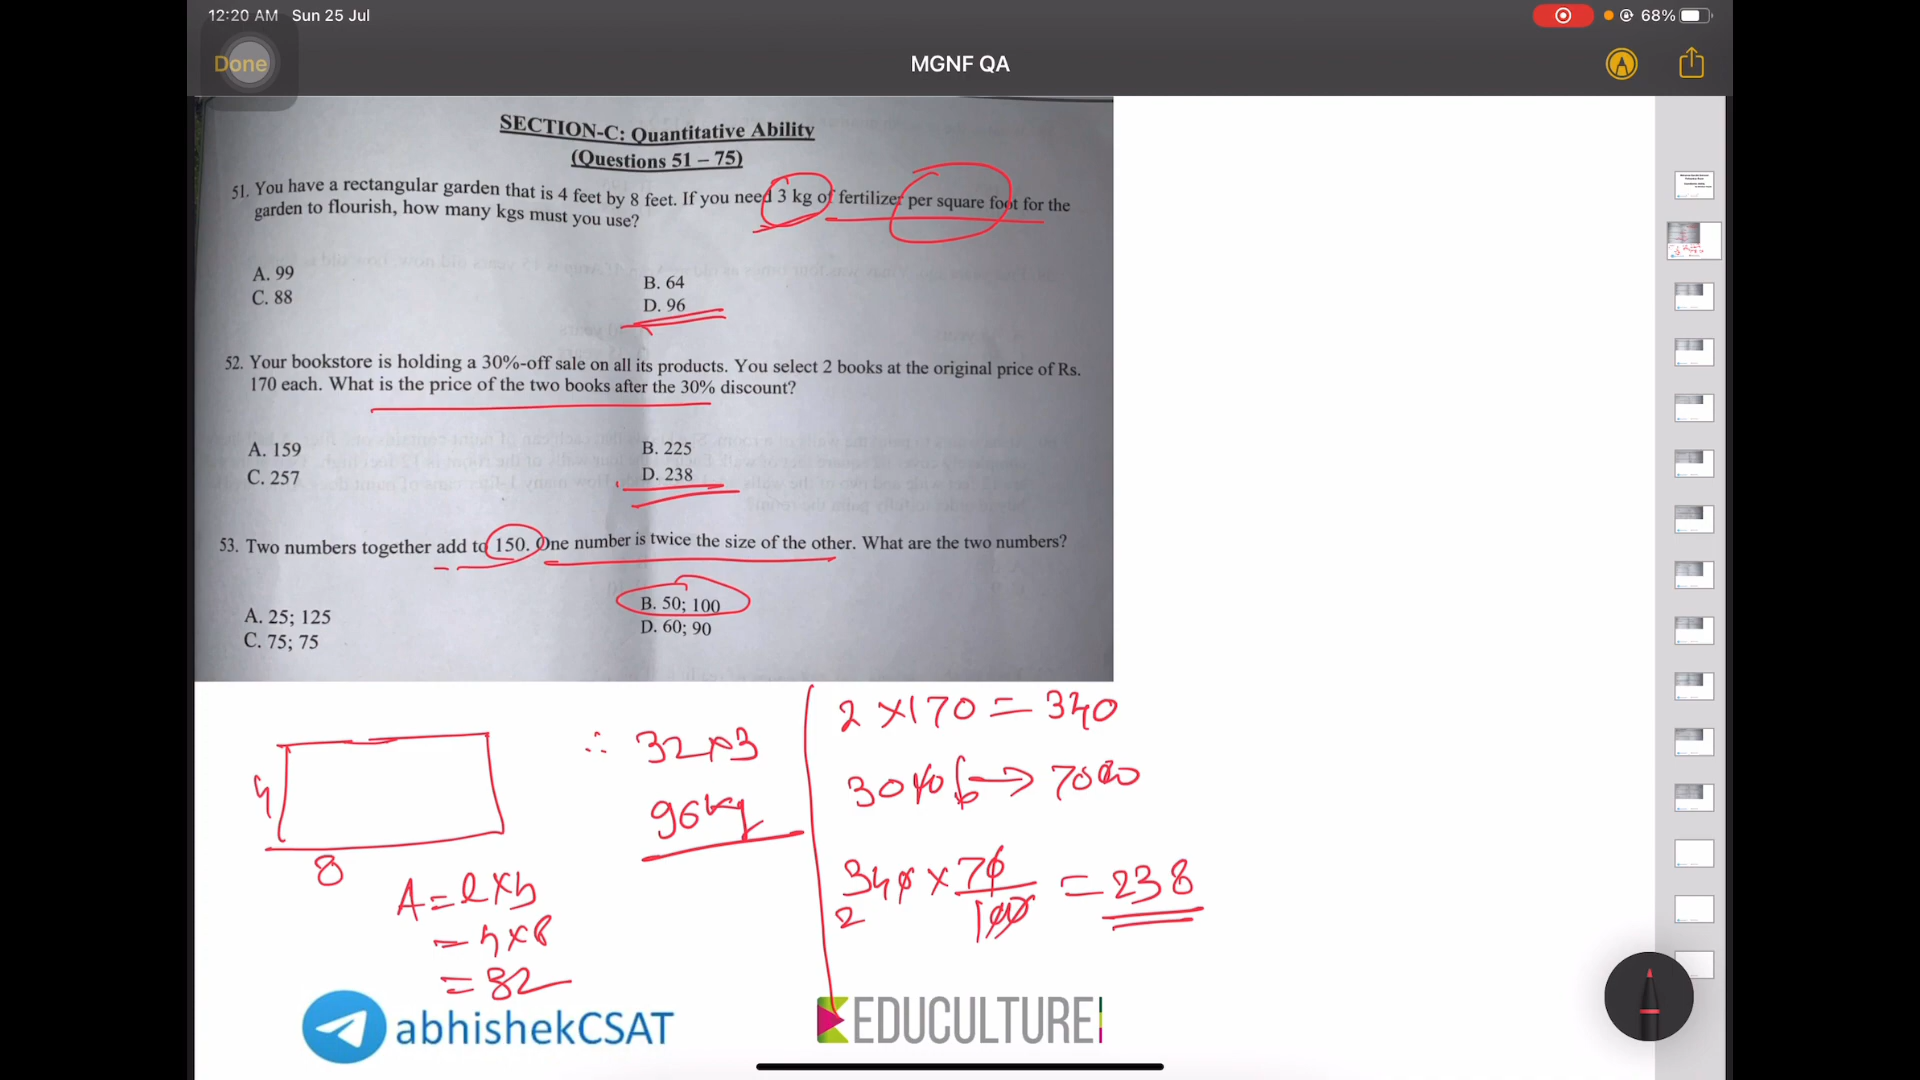 12:20 AM Sun 25 Jul
68%
Done
MGNF QA
SECTION-C: Quantitative Ability
(Questions 51 – 75)
51. You have a rectangular garden that is 4 feet by 8 feet. If you need 3 kg of fertilizer per square foot for the
garden to flourish, how many kgs must you use?
A. 99
B. 64
C. 88
D. 96
52. Your bookstore is holding a 30%-off sale on all its products. You select 2 books at the original price of Rs.
170 each. What is the price of the two books after the 30% discount?
A. 159
B. 225
C. 257
D. 238
53. Two numbers together add to 150. One number is twice the size of the other. What are the two numbers?
A. 25; 125
B. 50; 100
C. 75; 75
D. 60; 90
4
8
A = l × b
= 4 × 8
= 32
∴ 32 × 3
96 kg
2 × 170 = 340
30%
340 × 70/100 = 238
2
abhishekCSAT
EDUCULTURE